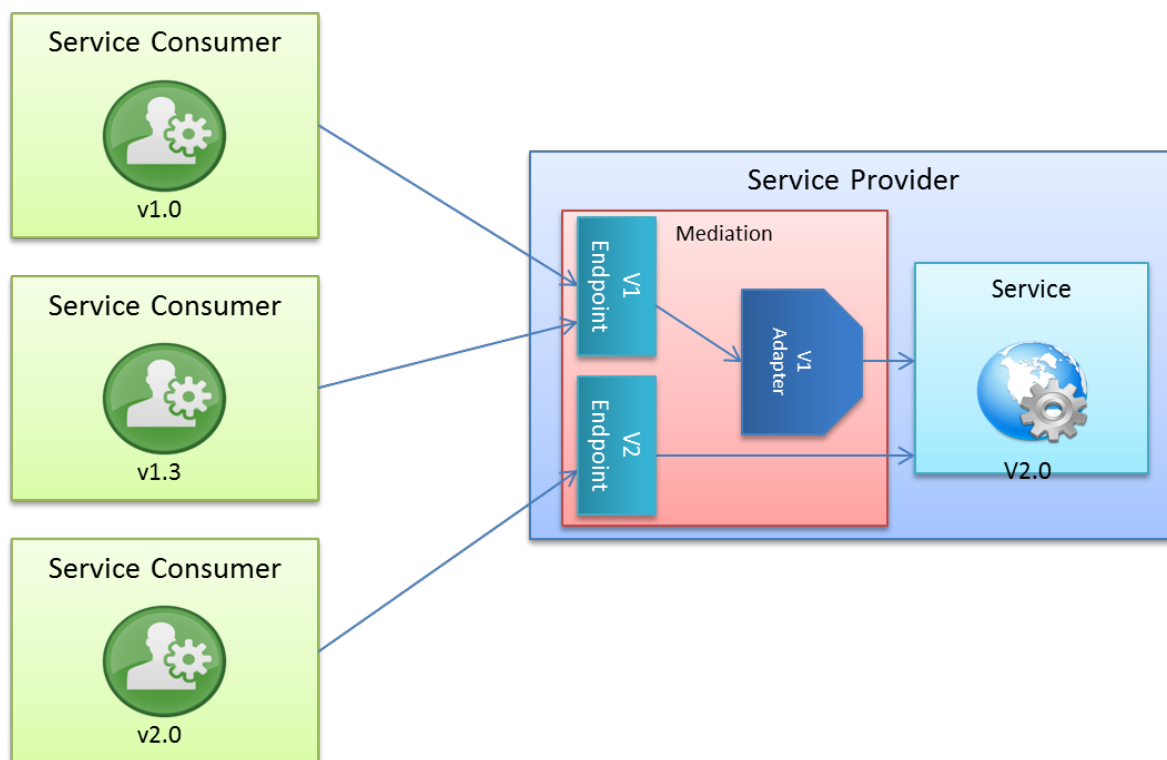 Service Consumer
v1.0
Service Consumer
v1.3
Service Consumer
v2.0
Service Provider
Mediation
V1
Endpoint
V2
Endpoint
V1
Adapter
Service
V2.0